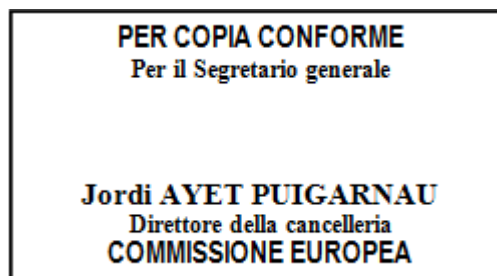 PER COPIA CONFORME
Per il Segretario generale
Jordi AYET PUIGARNAU
Direttore della cancelleria
COMMISSIONE EUROPEA